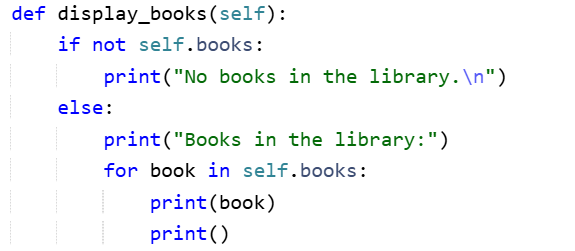 def display_books(self):
    if not self.books:
        print("No books in the library.\n")
    else:
        print("Books in the library:")
        for book in self.books:
            print(book)
            print()